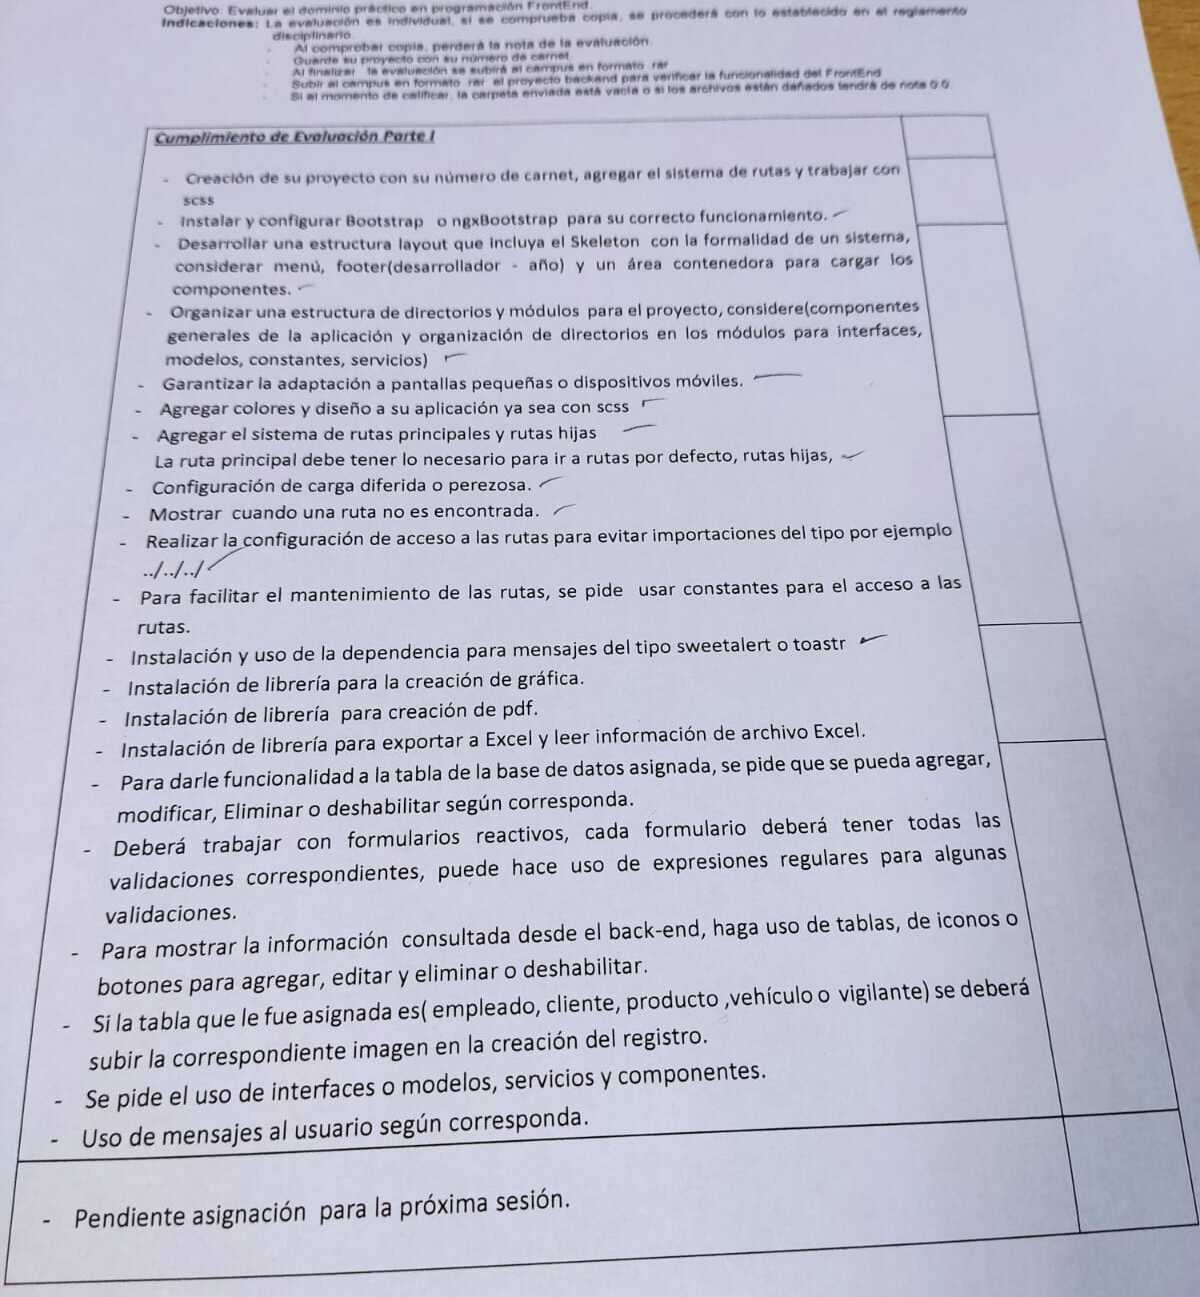 Objetivo: Evaluar el dominio práctico en programación FrontEnd.
Indicaciones: La evaluación es individual, si se comprueba copia, se procederá con lo establecido en el reglamento
disciplinario.
- Al comprobar copia, perderá la nota de la evaluación.
- Guarde su proyecto con su número de carnet
- Al finalizar la evaluación se subirá al campus en formato .rar
- Subir al campus en formato .rar el proyecto backend para verificar la funcionalidad del FrontEnd
- Si al momento de calificar, la carpeta enviada está vacía o si los archivos están dañados tendrá de nota 0.0
Cumplimiento de Evaluación Parte I
- Creación de su proyecto con su número de carnet, agregar el sistema de rutas y trabajar con
scss
- Instalar y configurar Bootstrap o ngxBootstrap para su correcto funcionamiento.
- Desarrollar una estructura layout que incluya el Skeleton con la formalidad de un sistema,
considerar menú, footer(desarrollador - año) y un área contenedora para cargar los
componentes.
- Organizar una estructura de directorios y módulos para el proyecto, considere(componentes
generales de la aplicación y organización de directorios en los módulos para interfaces,
modelos, constantes, servicios)
- Garantizar la adaptación a pantallas pequeñas o dispositivos móviles.
- Agregar colores y diseño a su aplicación ya sea con scss
- Agregar el sistema de rutas principales y rutas hijas
La ruta principal debe tener lo necesario para ir a rutas por defecto, rutas hijas,
- Configuración de carga diferida o perezosa.
- Mostrar cuando una ruta no es encontrada.
- Realizar la configuración de acceso a las rutas para evitar importaciones del tipo por ejemplo
../../../
- Para facilitar el mantenimiento de las rutas, se pide usar constantes para el acceso a las
rutas.
- Instalación y uso de la dependencia para mensajes del tipo sweetalert o toastr
- Instalación de librería para la creación de gráfica.
- Instalación de librería para creación de pdf.
- Instalación de librería para exportar a Excel y leer información de archivo Excel.
- Para darle funcionalidad a la tabla de la base de datos asignada, se pide que se pueda agregar,
modificar, Eliminar o deshabilitar según corresponda.
- Deberá trabajar con formularios reactivos, cada formulario deberá tener todas las
validaciones correspondientes, puede hace uso de expresiones regulares para algunas
validaciones.
- Para mostrar la información consultada desde el back-end, haga uso de tablas, de iconos o
botones para agregar, editar y eliminar o deshabilitar.
- Si la tabla que le fue asignada es( empleado, cliente, producto ,vehículo o vigilante) se deberá
subir la correspondiente imagen en la creación del registro.
- Se pide el uso de interfaces o modelos, servicios y componentes.
- Uso de mensajes al usuario según corresponda.
- Pendiente asignación para la próxima sesión.